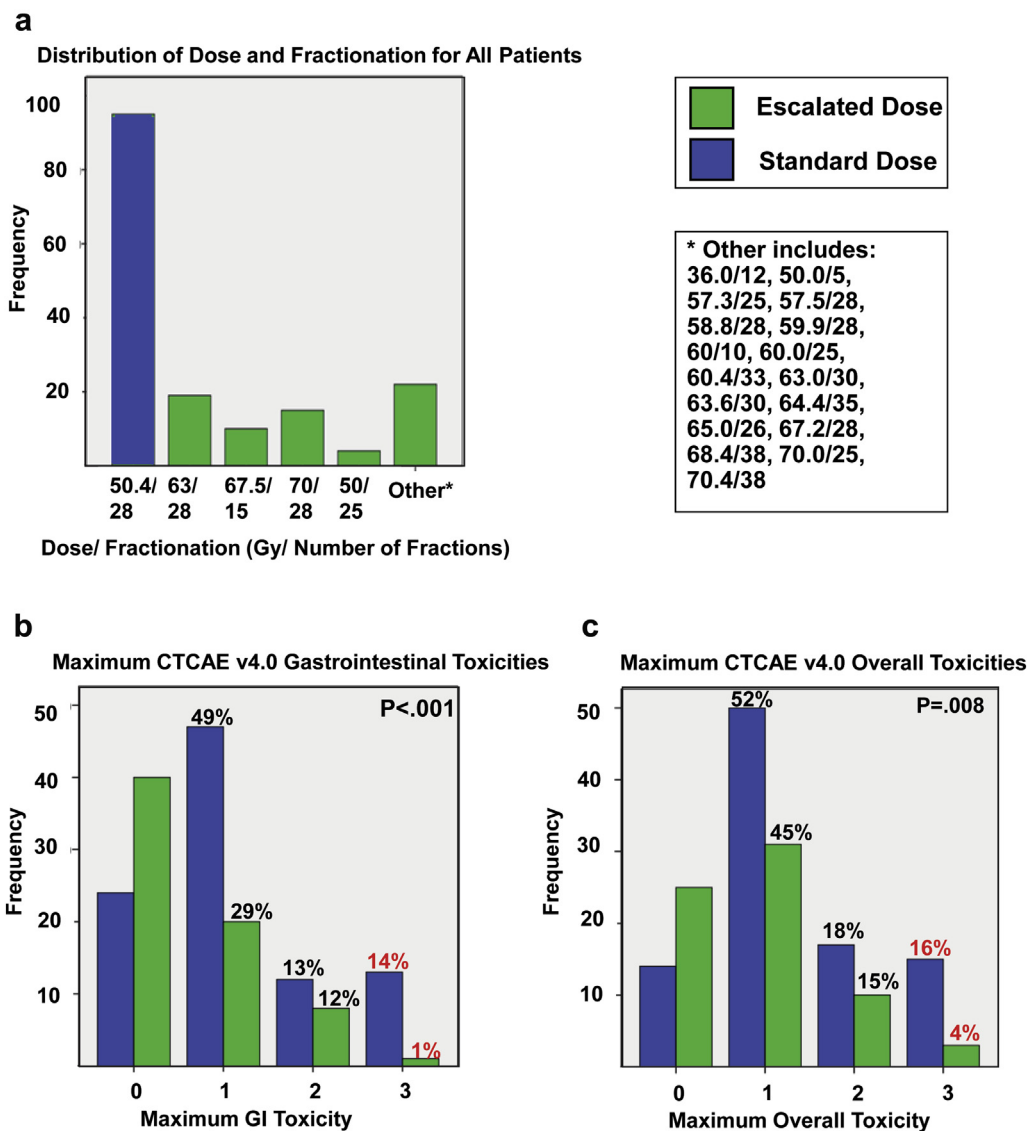 a
Distribution of Dose and Fractionation for All Patients
100
80
60
40
20
Frequency
50.4/ 63/ 67.5/ 70/ 50/ Other*
28 28 15 28 25
Dose/ Fractionation (Gy/ Number of Fractions)
Escalated Dose
Standard Dose
* Other includes:
36.0/12, 50.0/5,
57.3/25, 57.5/28,
58.8/28, 59.9/28,
60/10, 60.0/25,
60.4/33, 63.0/30,
63.6/30, 64.4/35,
65.0/26, 67.2/28,
68.4/38, 70.0/25,
70.4/38
b
Maximum CTCAE v4.0 Gastrointestinal Toxicities
P<.001
50
40
30
20
10
Frequency
49%
29%
13%
12%
14%
1%
0 1 2 3
Maximum GI Toxicity
c
Maximum CTCAE v4.0 Overall Toxicities
P=.008
50
40
30
20
10
Frequency
52%
45%
18%
15%
16%
4%
0 1 2 3
Maximum Overall Toxicity